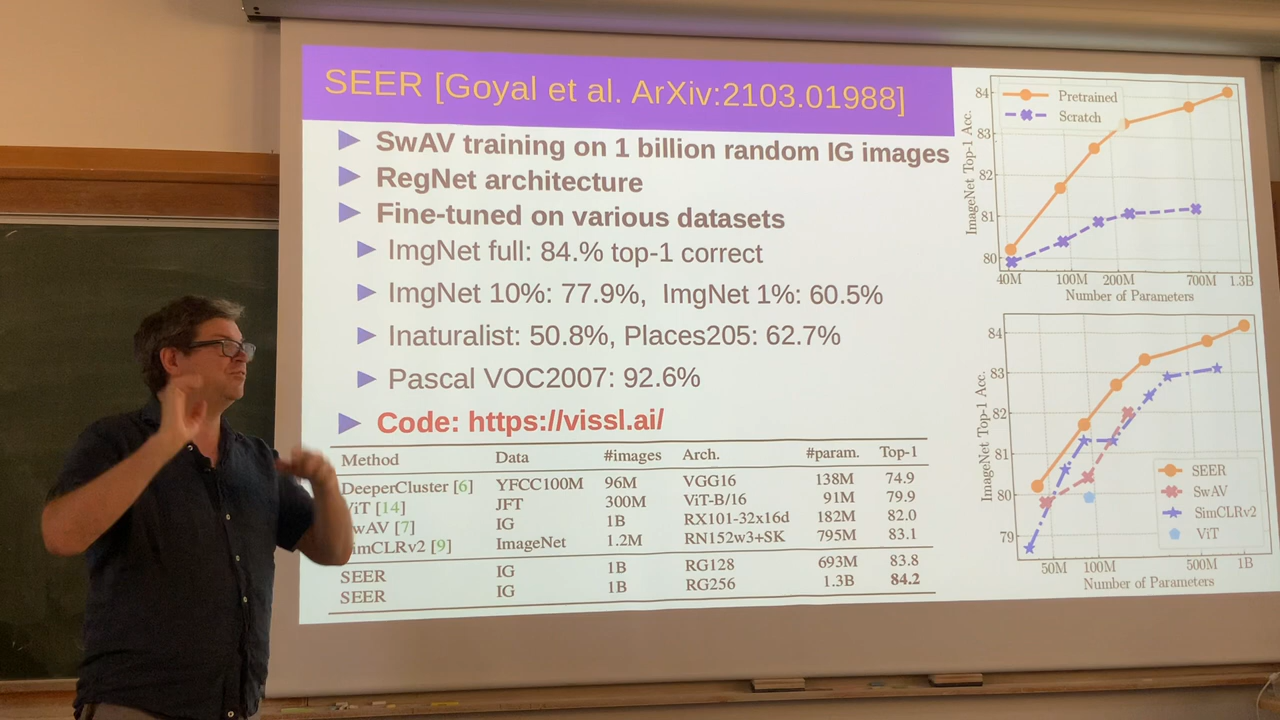 SEER [Goyal et al. ArXiv:2103.01988]
SwAV training on 1 billion random IG images
RegNet architecture
Fine-tuned on various datasets
ImgNet full: 84.% top-1 correct
ImgNet 10%: 77.9%, ImgNet 1%: 60.5%
Inaturalist: 50.8%, Places205: 62.7%
Pascal VOC2007: 92.6%
Code: https://vissl.ai/
Method Data #images Arch. #param. Top-1
DeeperCluster [6] YFCC100M 96M VGG16 138M 74.9
ViT [14] JFT 300M ViT-B/16 91M 79.9
wAV [7] IG 1B RX101-32x16d 182M 82.0
imCLRv2 [9] ImageNet 1.2M RN152w3+SK 795M 83.1
SEER IG 1B RG128 693M 83.8
SEER IG 1B RG256 1.3B 84.2
ImageNet Top-1 Acc.
84
83
82
81
80
Pretrained
Scratch
40M 100M 200M 700M 1.3B
Number of Parameters
ImageNet Top-1 Acc.
84
83
82
81
80
79
SEER
SwAV
SimCLRv2
ViT
50M 100M 500M 1B
Number of Parameters